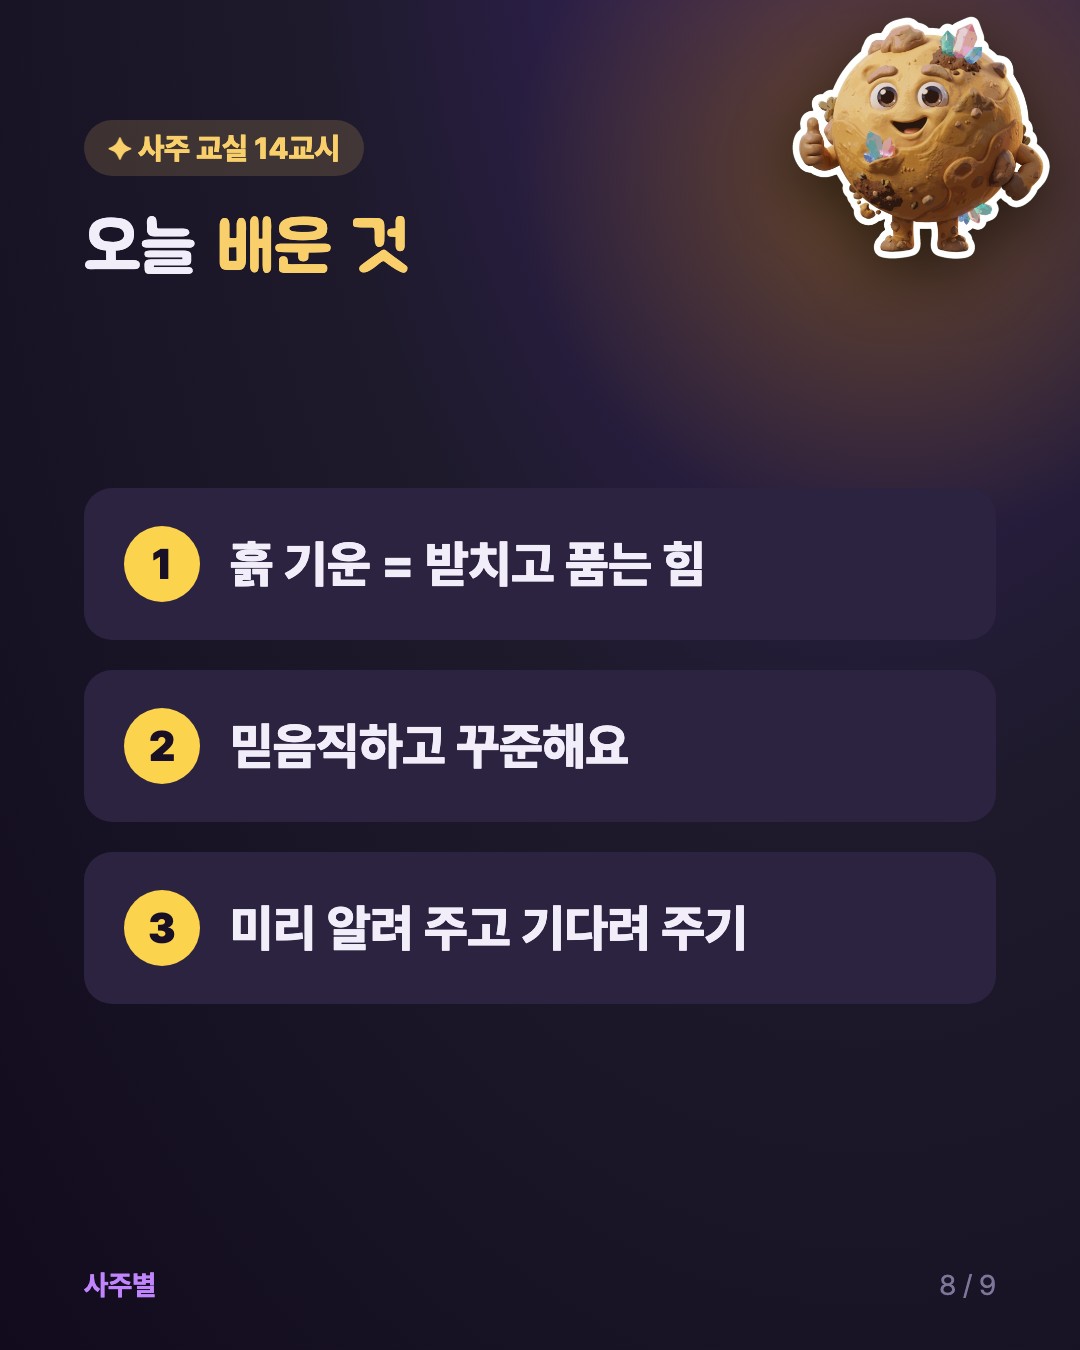 ✦ 사주 교실 14교시
오늘 배운 것
1 흙 기운 = 받치고 품는 힘
2 믿음직하고 꾸준해요
3 미리 알려 주고 기다려 주기
사주별
8 / 9